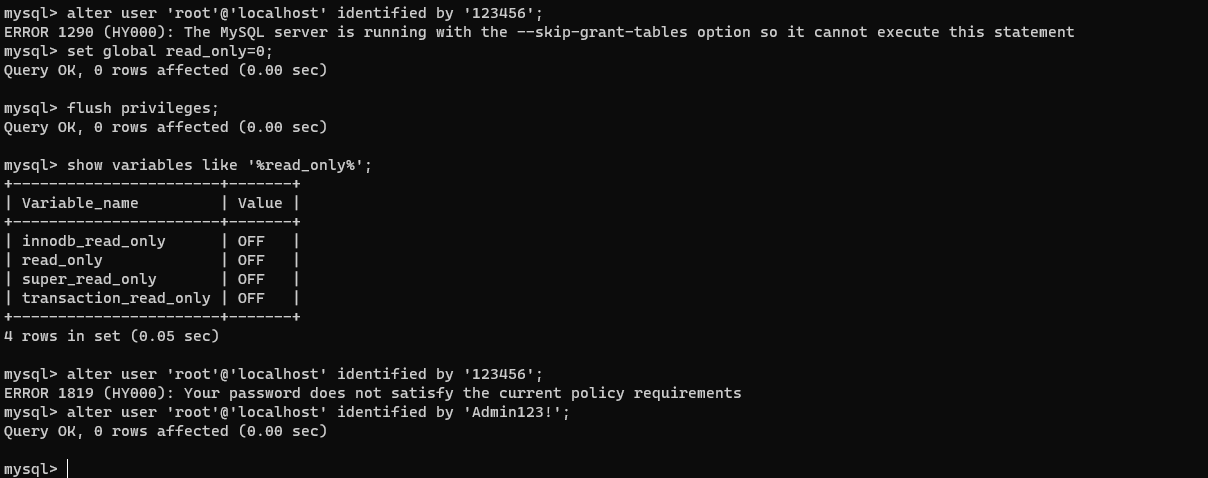 mysql> alter user 'root'@'localhost' identified by '123456';
ERROR 1290 (HY000): The MySQL server is running with the --skip-grant-tables option so it cannot execute this statement
mysql> set global read_only=0;
Query OK, 0 rows affected (0.00 sec)

mysql> flush privileges;
Query OK, 0 rows affected (0.00 sec)

mysql> show variables like '%read_only%';
+-----------------------+-------+
| Variable_name         | Value |
+-----------------------+-------+
| innodb_read_only      | OFF   |
| read_only             | OFF   |
| super_read_only       | OFF   |
| transaction_read_only | OFF   |
+-----------------------+-------+
4 rows in set (0.05 sec)

mysql> alter user 'root'@'localhost' identified by '123456';
ERROR 1819 (HY000): Your password does not satisfy the current policy requirements
mysql> alter user 'root'@'localhost' identified by 'Admin123!';
Query OK, 0 rows affected (0.00 sec)

mysql>